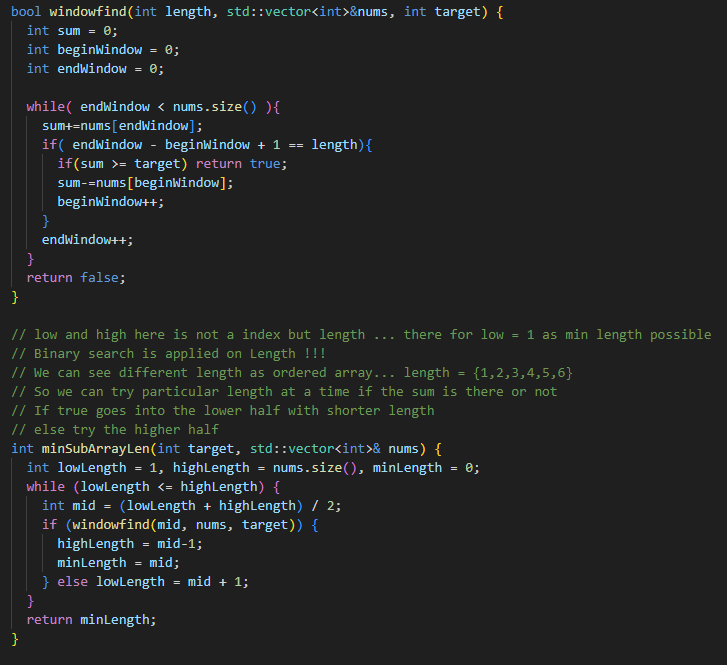 bool windowfind(int length, std::vector<int>&nums, int target) {
  int sum = 0;
  int beginWindow = 0;
  int endWindow = 0;

  while( endWindow < nums.size() ){
    sum+=nums[endWindow];
    if( endWindow - beginWindow + 1 == length){
      if(sum >= target) return true;
      sum-=nums[beginWindow];
      beginWindow++;
    }
    endWindow++;
  }
  return false;
}

// low and high here is not a index but length ... there for low = 1 as min length possible
// Binary search is applied on Length !!!
// We can see different length as ordered array... length = {1,2,3,4,5,6}
// So we can try particular length at a time if the sum is there or not
// If true goes into the lower half with shorter length
// else try the higher half
int minSubArrayLen(int target, std::vector<int>& nums) {
  int lowLength = 1, highLength = nums.size(), minLength = 0;
  while (lowLength <= highLength) {
    int mid = (lowLength + highLength) / 2;
    if (windowfind(mid, nums, target)) {
      highLength = mid-1;
      minLength = mid;
    } else lowLength = mid + 1;
  }
  return minLength;
}